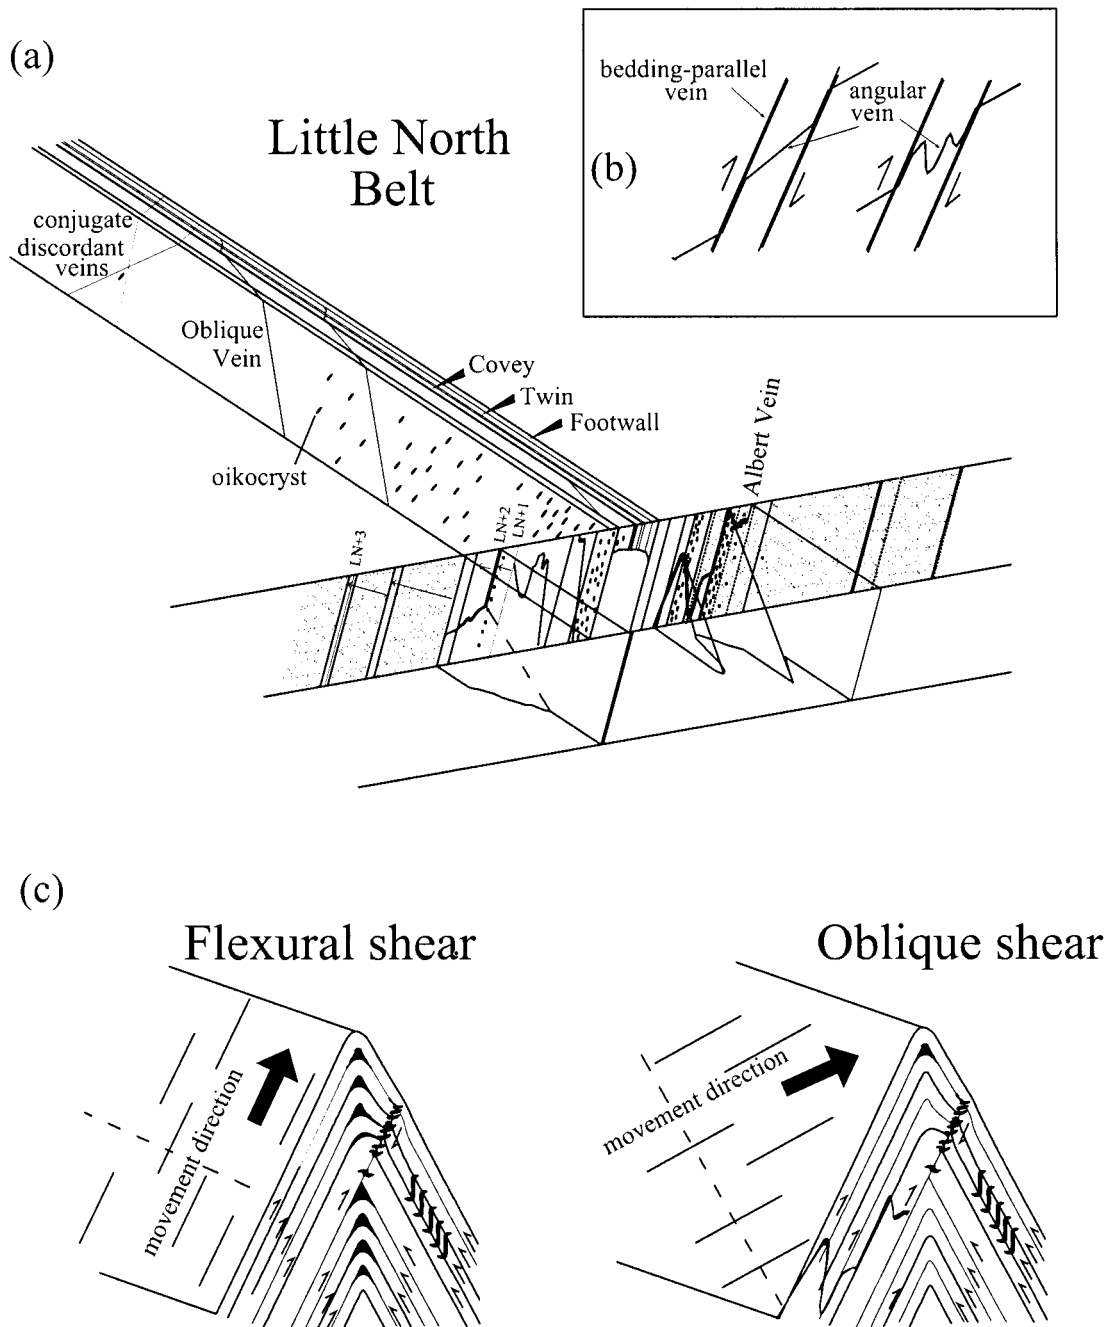 (a)
Little North
Belt
conjugate
discordant
veins
Oblique
Vein
oikocryst
Covey
Twin
Footwall
Albert Vein
LN+3
LN+2
LN+1
(b)
bedding-parallel
vein
angular
vein
(c)
Flexural shear
movement direction
Oblique shear
movement direction